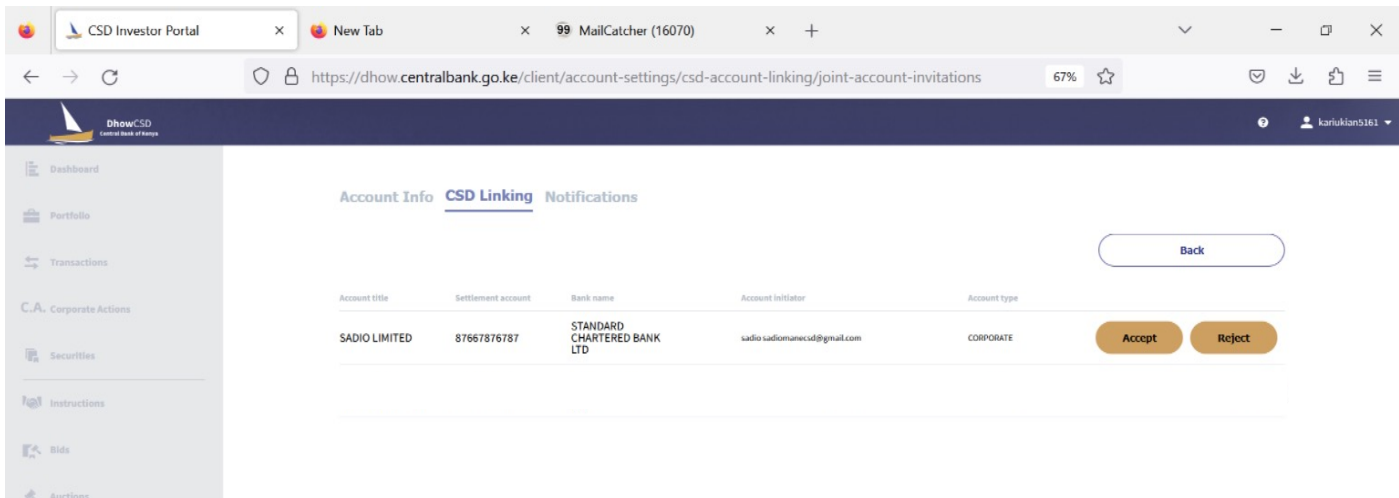 CSD Investor Portal
New Tab
99 MailCatcher (16070)
https://dhow.centralbank.go.ke/client/account-settings/csd-account-linking/joint-account-invitations
67%
DhowCSD
Central Bank of Kenya
kariukian5161
Dashboard
Portfolio
Transactions
C.A. Corporate Actions
Securities
Instructions
Bids
Auctions
Account Info CSD Linking Notifications
Back
Account title Settlement account Bank name Account initiator Account type
SADIO LIMITED 87667876787 STANDARD CHARTERED BANK LTD sadio sadiomanecsd@gmail.com CORPORATE Accept Reject